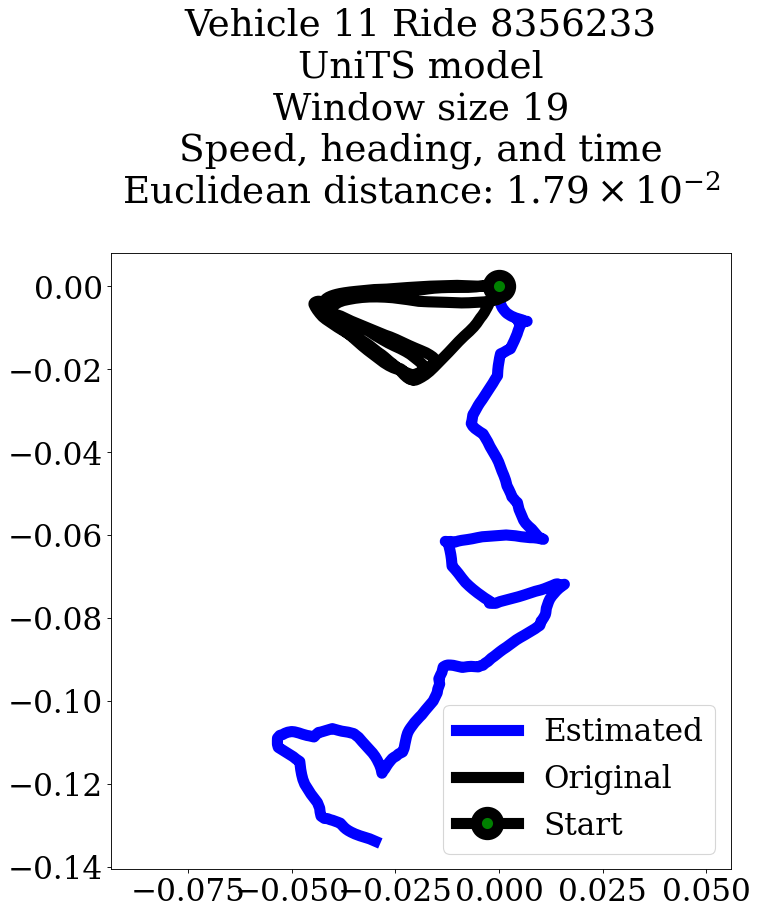 Vehicle 11 Ride 8356233
UniTS model
Window size 19
Speed, heading, and time
Euclidean distance: 1.79 × 10⁻²
0.00
−0.02
−0.04
−0.06
−0.08
−0.10
−0.12
−0.14
Estimated
Original
Start
−0.075 −0.050 −0.025 0.000 0.025 0.050